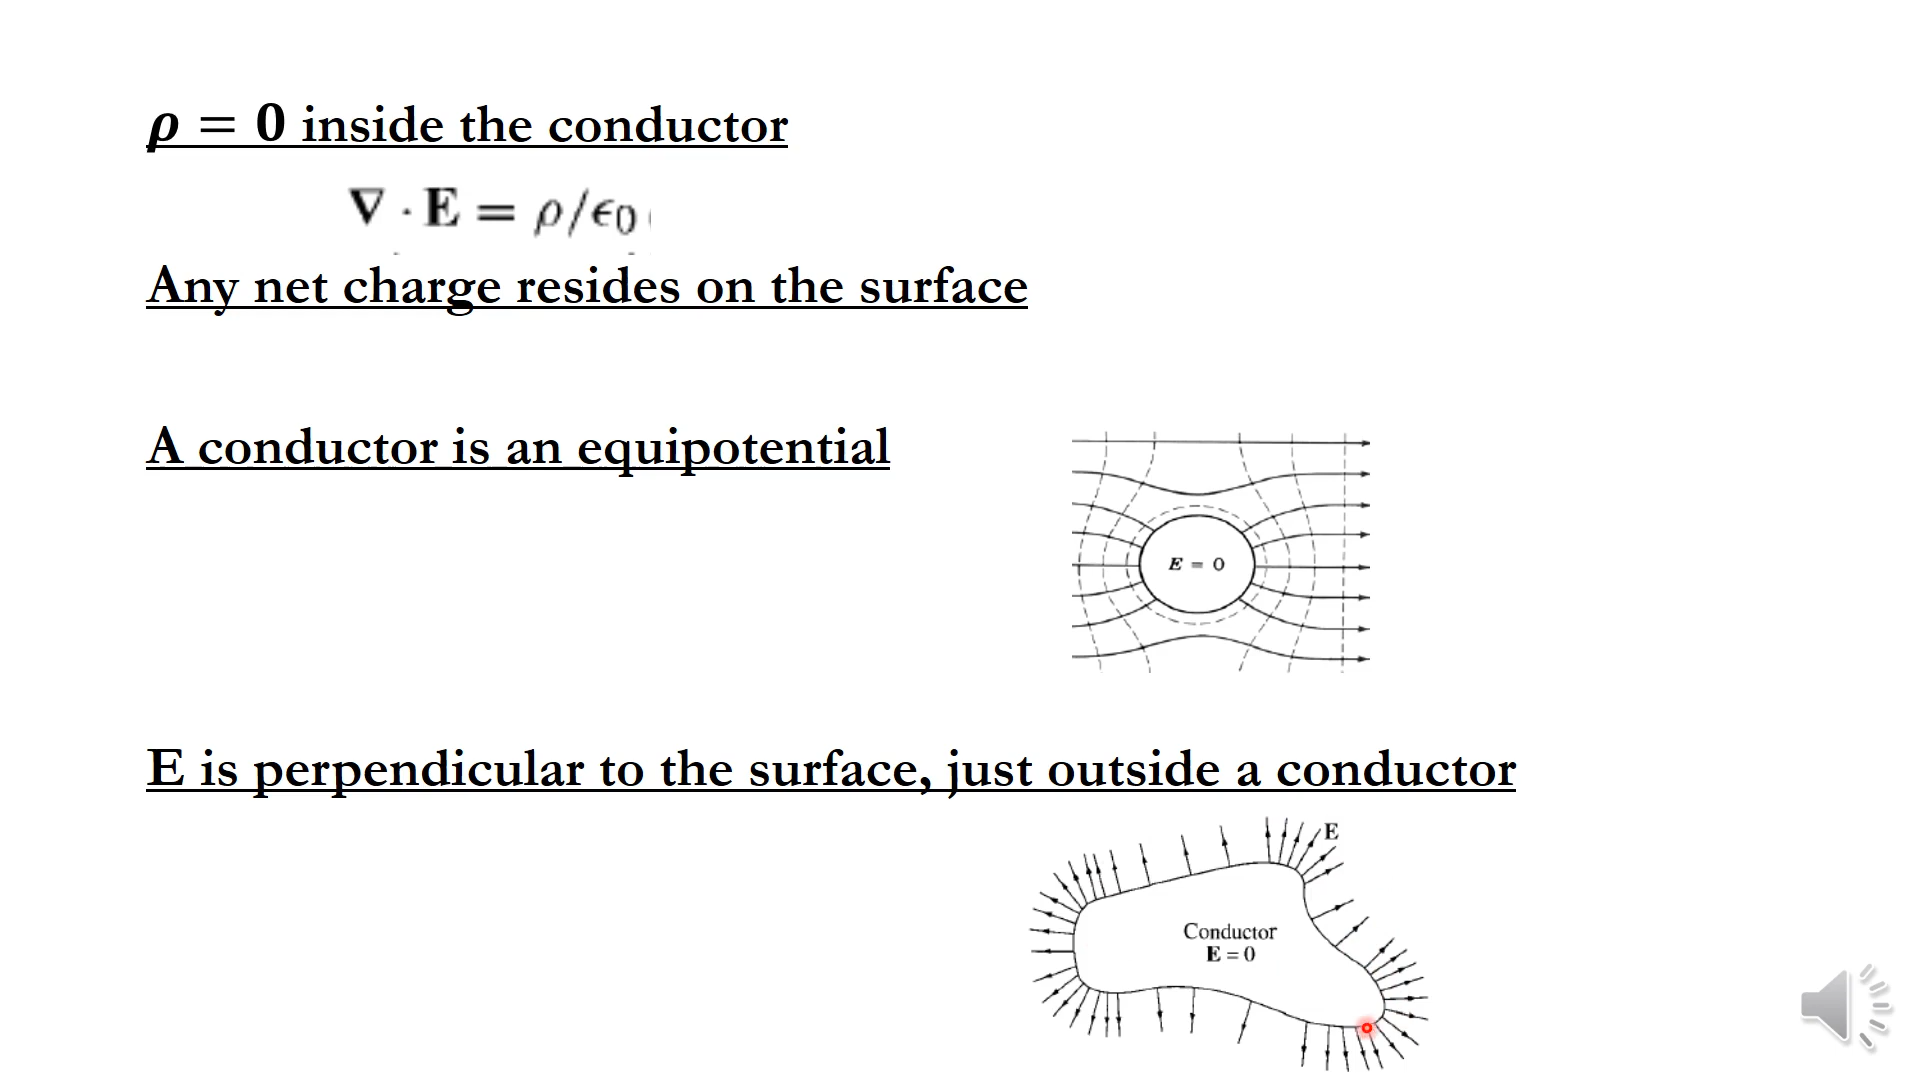 ρ = 0 inside the conductor
∇ · E = ρ/ϵ0
Any net charge resides on the surface
A conductor is an equipotential
E = 0
E is perpendicular to the surface, just outside a conductor
E
Conductor
E = 0